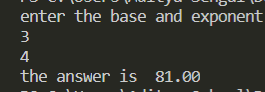 enter the base and exponent
3
4
the answer is  81.00